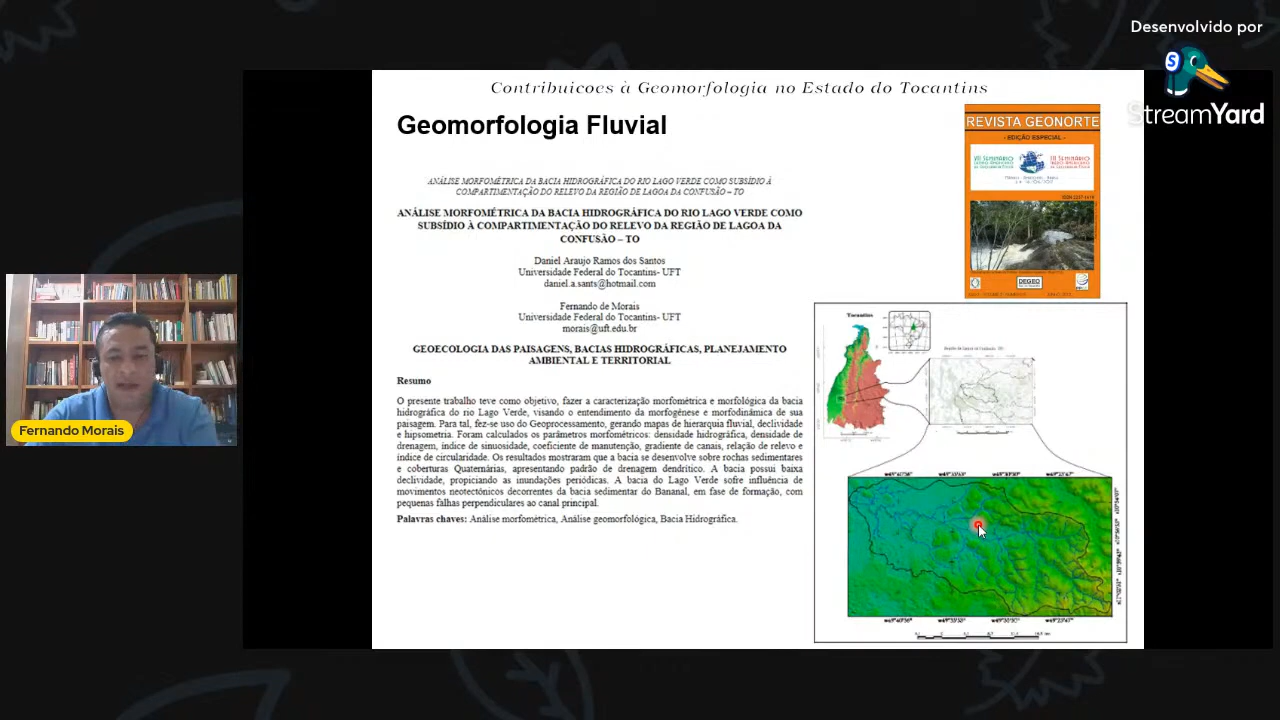 Desenvolvido por
StreamYard
Contribuicoes à Geomorfologia no Estado do Tocantins
Geomorfologia Fluvial
REVISTA GEONORTE
- EDIÇÃO ESPECIAL -
ANÁLISE MORFOMÉTRICA DA BACIA HIDROGRÁFICA DO RIO LAGO VERDE COMO SUBSÍDIO À
COMPARTIMENTAÇÃO DO RELEVO DA REGIÃO DE LAGOA DA CONFUSÃO – TO
ANÁLISE MORFOMÉTRICA DA BACIA HIDROGRÁFICA DO RIO LAGO VERDE COMO
SUBSÍDIO À COMPARTIMENTAÇÃO DO RELEVO DA REGIÃO DE LAGOA DA
CONFUSÃO – TO
Daniel Araujo Ramos dos Santos
Universidade Federal do Tocantins- UFT
daniel.a.sants@hotmail.com
Fernando de Morais
Universidade Federal do Tocantins- UFT
morais@uft.edu.br
GEOECOLOGIA DAS PAISAGENS, BACIAS HIDROGRÁFICAS, PLANEJAMENTO
AMBIENTAL E TERRITORIAL
Resumo
O presente trabalho teve como objetivo, fazer a caracterização morfométrica e morfológica da bacia
hidrográfica do rio Lago Verde, visando o entendimento da morfogênese e morfodinâmica de sua
paisagem. Para tal, fez-se uso do Geoprocessamento, gerando mapas de hierarquia fluvial, declividade
e hipsometria. Foram calculados os parâmetros morfométricos: densidade hidrográfica, densidade de
drenagem, índice de sinuosidade, coeficiente de manutenção, gradiente de canais, relação de relevo e
índice de circularidade. Os resultados mostraram que a bacia se desenvolve sobre rochas sedimentares
e coberturas Quaternárias, apresentando padrão de drenagem dendrítico. A bacia possui baixa
declividade, propiciando as inundações periódicas. A bacia do Lago Verde sofre influência de
movimentos neotectônicos decorrentes da bacia sedimentar do Bananal, em fase de formação, com
pequenas falhas perpendiculares ao canal principal.
Palavras chaves: Análise morfométrica, Análise geomorfológica, Bacia Hidrográfica.
DEGEO
Tocantins
Fernando Morais